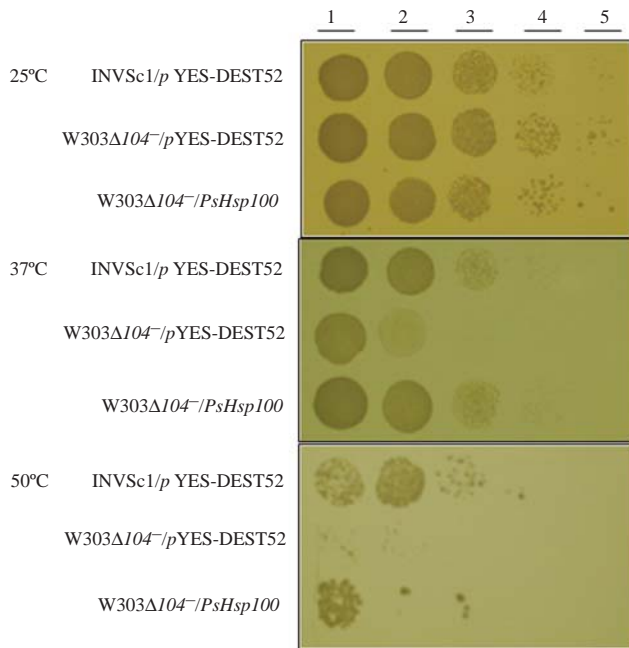 1 2 3 4 5
25ºC INVSc1/p YES-DEST52
W303Δ104⁻/pYES-DEST52
W303Δ104⁻/PsHsp100
37ºC INVSc1/p YES-DEST52
W303Δ104⁻/pYES-DEST52
W303Δ104⁻/PsHsp100
50ºC INVSc1/p YES-DEST52
W303Δ104⁻/pYES-DEST52
W303Δ104⁻/PsHsp100